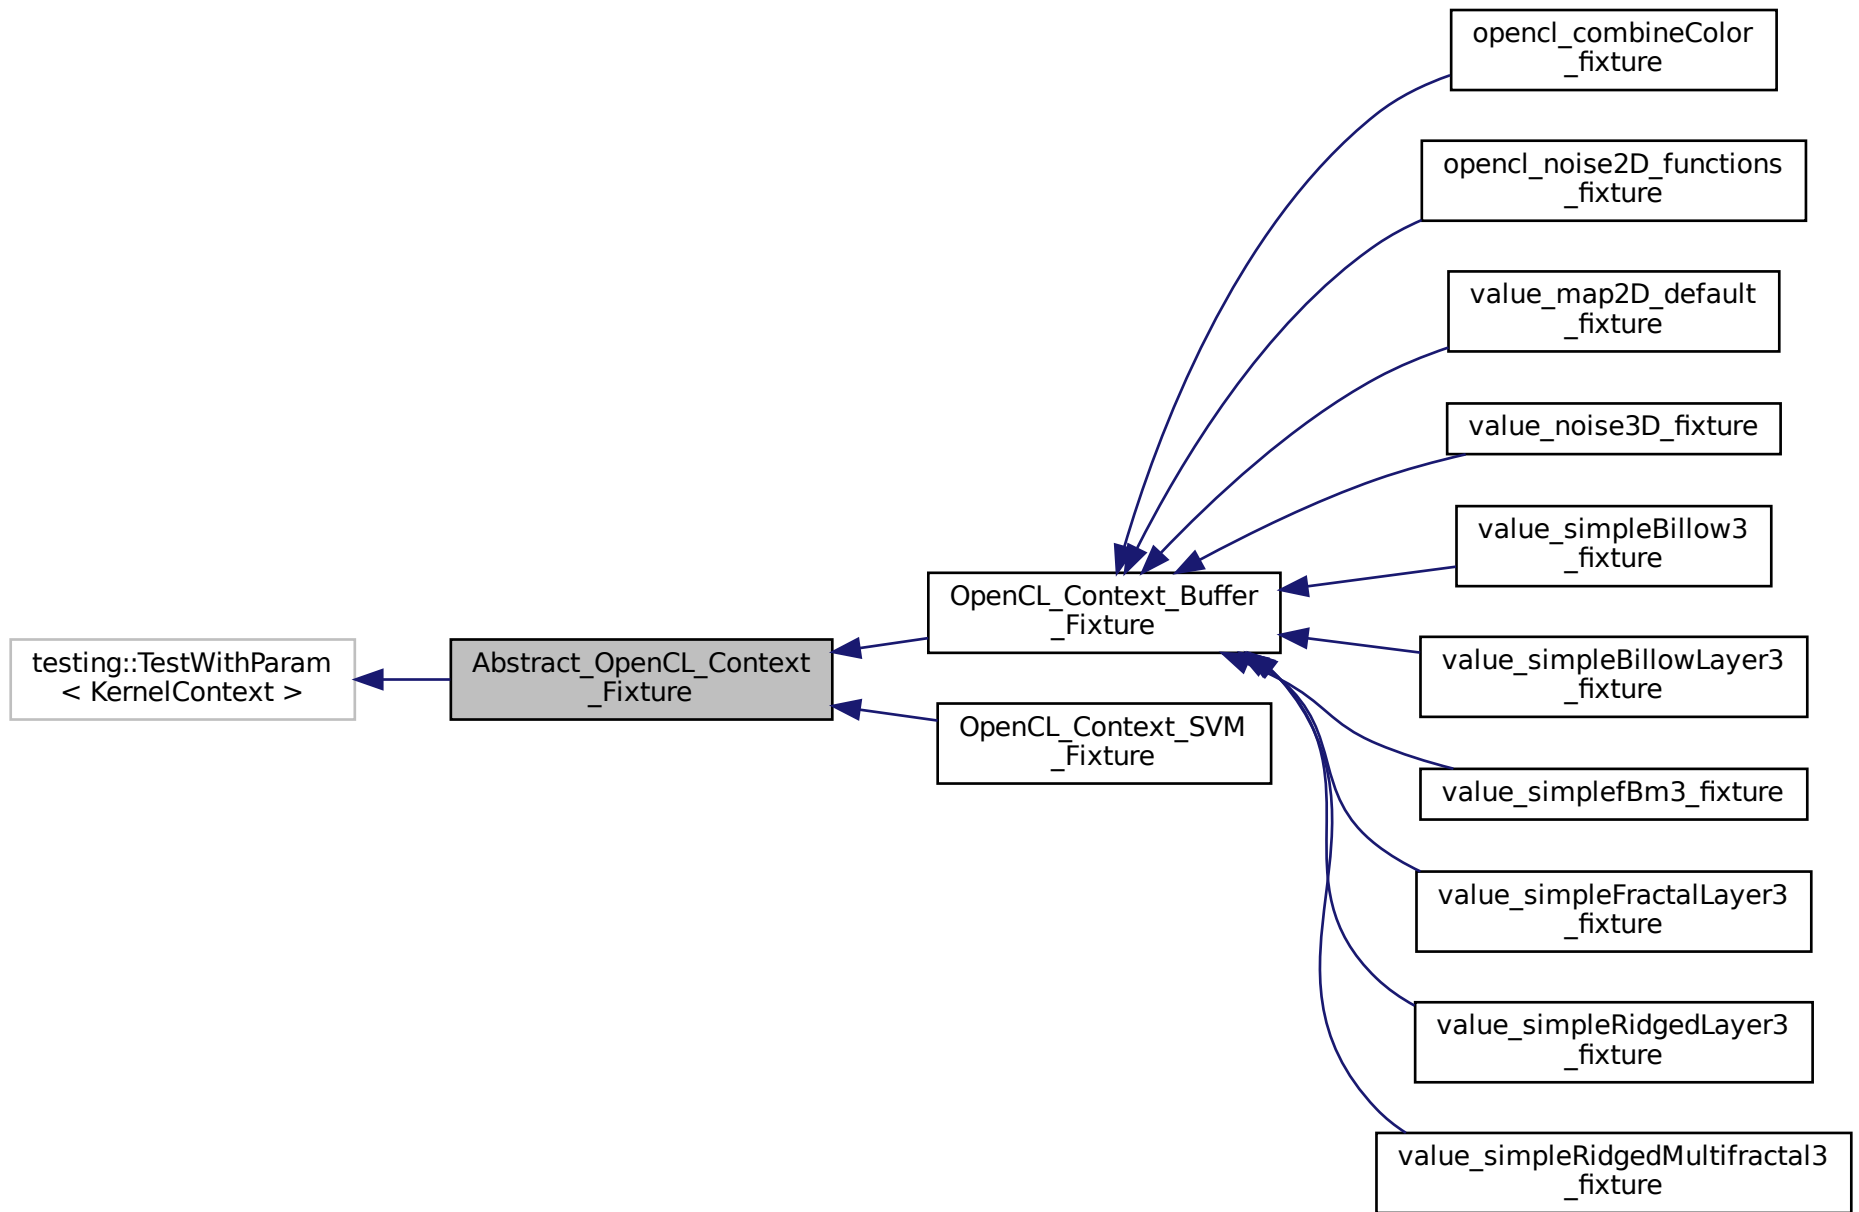 testing::TestWithParam
< KernelContext >
Abstract_OpenCL_Context
_Fixture
OpenCL_Context_Buffer
_Fixture
OpenCL_Context_SVM
_Fixture
opencl_combineColor
_fixture
opencl_noise2D_functions
_fixture
value_map2D_default
_fixture
value_noise3D_fixture
value_simpleBillow3
_fixture
value_simpleBillowLayer3
_fixture
value_simplefBm3_fixture
value_simpleFractalLayer3
_fixture
value_simpleRidgedLayer3
_fixture
value_simpleRidgedMultifractal3
_fixture